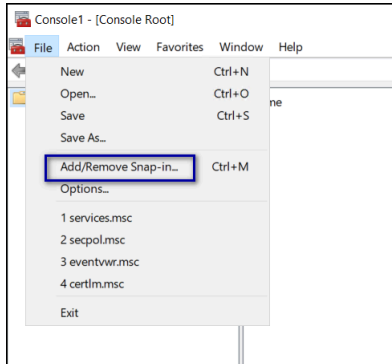 Console1 - [Console Root]
File Action View Favorites Window Help
New Ctrl+N
Open... Ctrl+O
Save Ctrl+S
Save As...
Add/Remove Snap-in... Ctrl+M
Options...
1 services.msc
2 secpol.msc
3 eventvwr.msc
4 certlm.msc
Exit